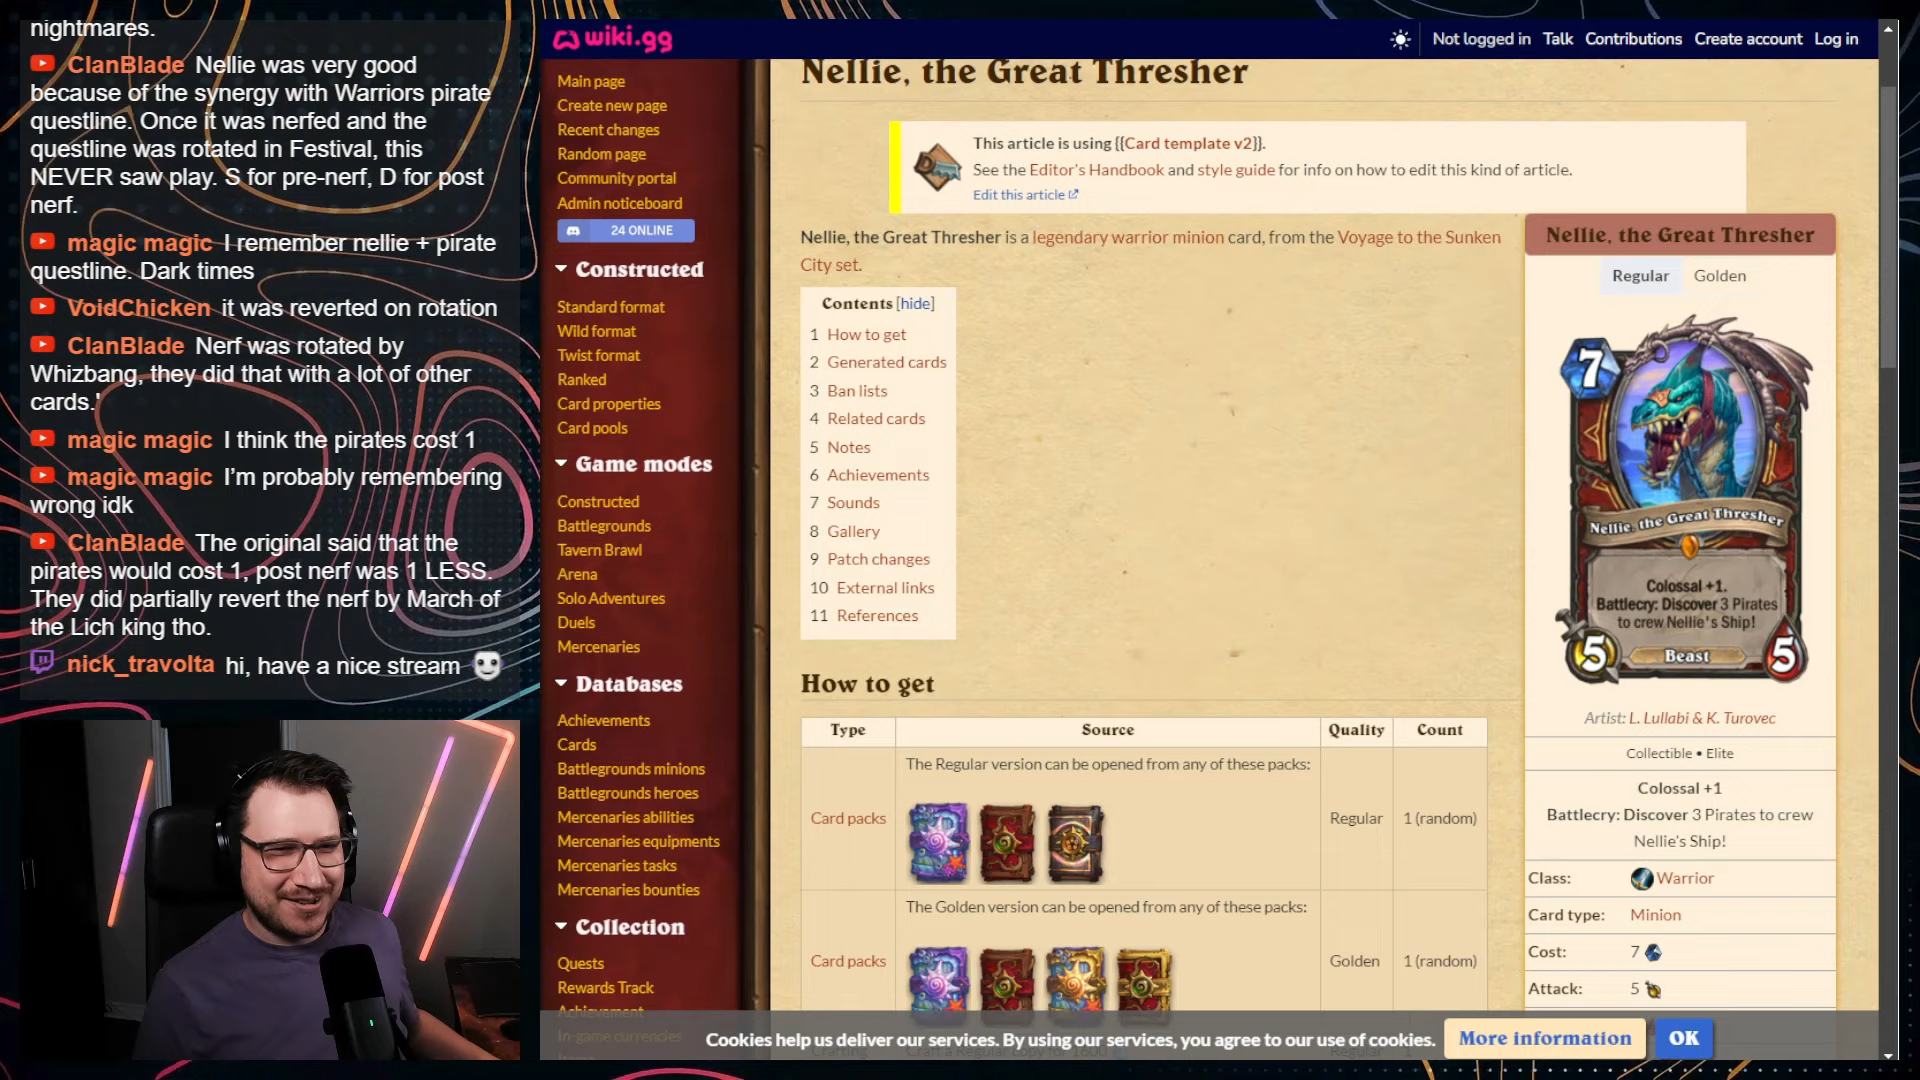 nightmares.
ClanBlade Nellie was very good
because of the synergy with Warriors pirate
questline. Once it was nerfed and the
questline was rotated in Festival, this
NEVER saw play. S for pre-nerf, D for post
nerf.
magic magic I remember nellie + pirate
questline. Dark times
VoidChicken it was reverted on rotation
ClanBlade Nerf was rotated by
Whizbang, they did that with a lot of other
cards.'
magic magic I think the pirates cost 1
magic magic I'm probably remembering
wrong idk
ClanBlade The original said that the
pirates would cost 1, post nerf was 1 LESS.
They did partially revert the nerf by March of
the Lich king tho.
nick_travolta hi, have a nice stream
wiki.gg
Not logged in Talk Contributions Create account Log in
Main page
Create new page
Recent changes
Random page
Community portal
Admin noticeboard
24 ONLINE
Constructed
Standard format
Wild format
Twist format
Ranked
Card properties
Card pools
Game modes
Constructed
Battlegrounds
Tavern Brawl
Arena
Solo Adventures
Duels
Mercenaries
Databases
Achievements
Cards
Battlegrounds minions
Battlegrounds heroes
Mercenaries abilities
Mercenaries equipments
Mercenaries tasks
Mercenaries bounties
Collection
Quests
Rewards Track
Achievement
In-game currencies
Nellie, the Great Thresher
This article is using {{Card template v2}}.
See the Editor's Handbook and style guide for info on how to edit this kind of article.
Edit this article
Nellie, the Great Thresher is a legendary warrior minion card, from the Voyage to the Sunken
City set.
Contents [hide]
1 How to get
2 Generated cards
3 Ban lists
4 Related cards
5 Notes
6 Achievements
7 Sounds
8 Gallery
9 Patch changes
10 External links
11 References
How to get
Type Source Quality Count
The Regular version can be opened from any of these packs:
Card packs Regular 1 (random)
The Golden version can be opened from any of these packs:
Card packs Golden 1 (random)
Nellie, the Great Thresher
Regular Golden
7
Nellie, the Great Thresher
Colossal +1.
Battlecry: Discover 3 Pirates
to crew Nellie's Ship!
5 Beast 5
Artist: L. Lullabi & K. Turovec
Collectible • Elite
Colossal +1
Battlecry: Discover 3 Pirates to crew
Nellie's Ship!
Class: Warrior
Card type: Minion
Cost: 7
Attack: 5
Cookies help us deliver our services. By using our services, you agree to our use of cookies.
More information
OK